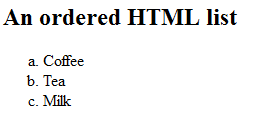 An ordered HTML list
a. Coffee
b. Tea
c. Milk